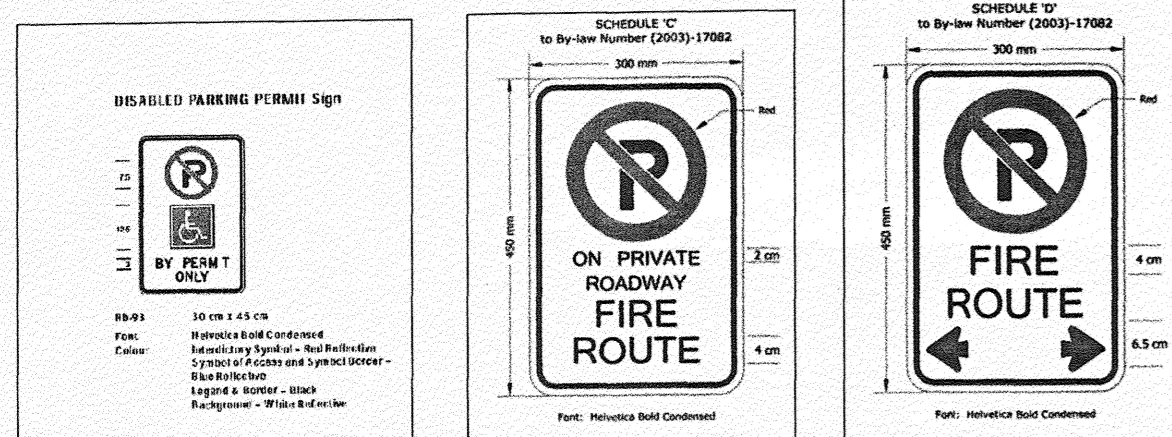 DISABLED PARKING PERMIT Sign
7.5
P
BY PERM T
ONLY
Rb-93 30 cm x 45 cm
Font: Helvetica Bold Condensed
Colour: Interdictory Symbol – Red Reflective
Symbol of Access and Symbol Border –
Blue Reflective
Legand & Border – Black
Background – White Reflective
SCHEDULE 'C'
to By-law Number (2003)-17082
300 mm
Red
450 mm
P
ON PRIVATE
ROADWAY
2 cm
FIRE
ROUTE
4 cm
Font: Helvetica Bold Condensed
SCHEDULE 'D'
to By-law Number (2003)-17082
300 mm
Red
450 mm
P
FIRE
4 cm
ROUTE
6.5 cm
Font: Helvetica Bold Condensed